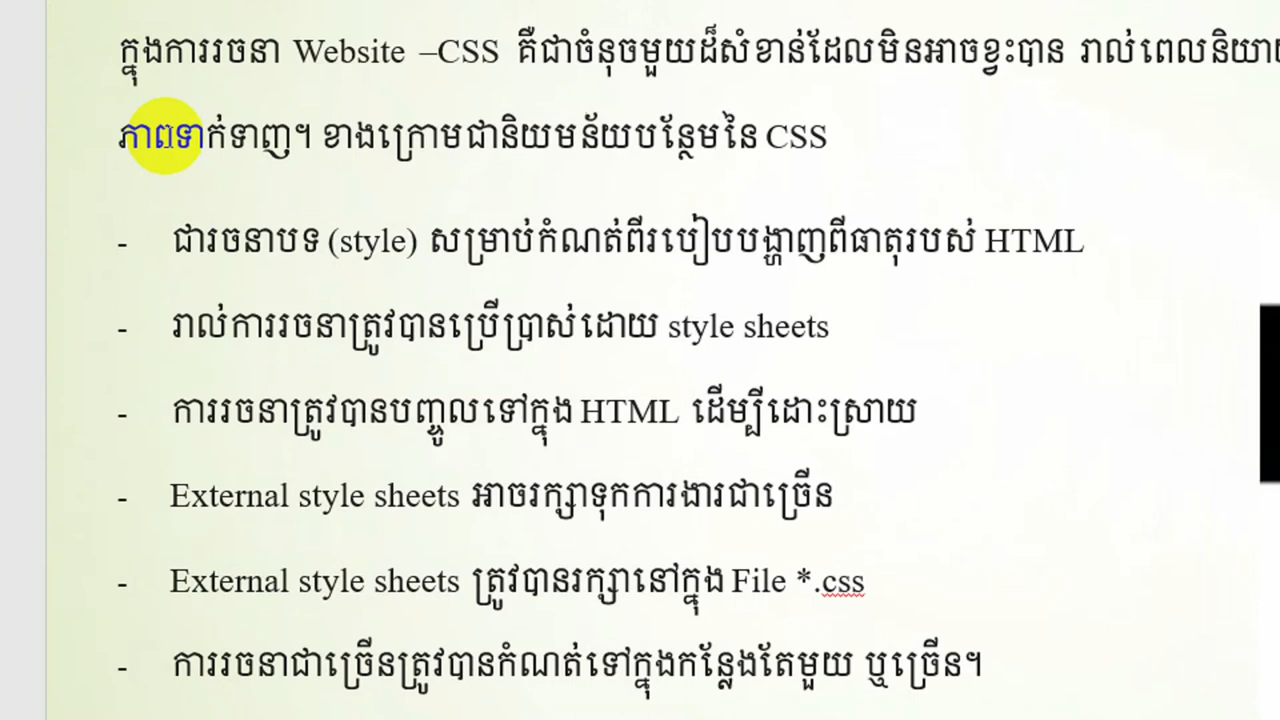 ក្នុងការរចនា Website –CSS គឺជាចំនុចមួយដ៏សំខាន់ដែលមិនអាចខ្វះបាន រាល់ពេលនិយាយ
ភាពទាក់ទាញ។ ខាងក្រោមជានិយមន័យបន្ថែមនៃ CSS
- ជារចនាបទ (style) សម្រាប់កំណត់ពីរបៀបបង្ហាញពីធាតុរបស់ HTML
- រាល់ការរចនាត្រូវបានប្រើប្រាស់ដោយ style sheets
- ការរចនាត្រូវបានបញ្ចូលទៅក្នុង HTML ដើម្បីដោះស្រាយ
- External style sheets អាចរក្សាទុកការងារជាច្រើន
- External style sheets ត្រូវបានរក្សានៅក្នុង File *.css
- ការរចនាជាច្រើនត្រូវបានកំណត់ទៅក្នុងកន្លែងតែមួយ ឬច្រើន។